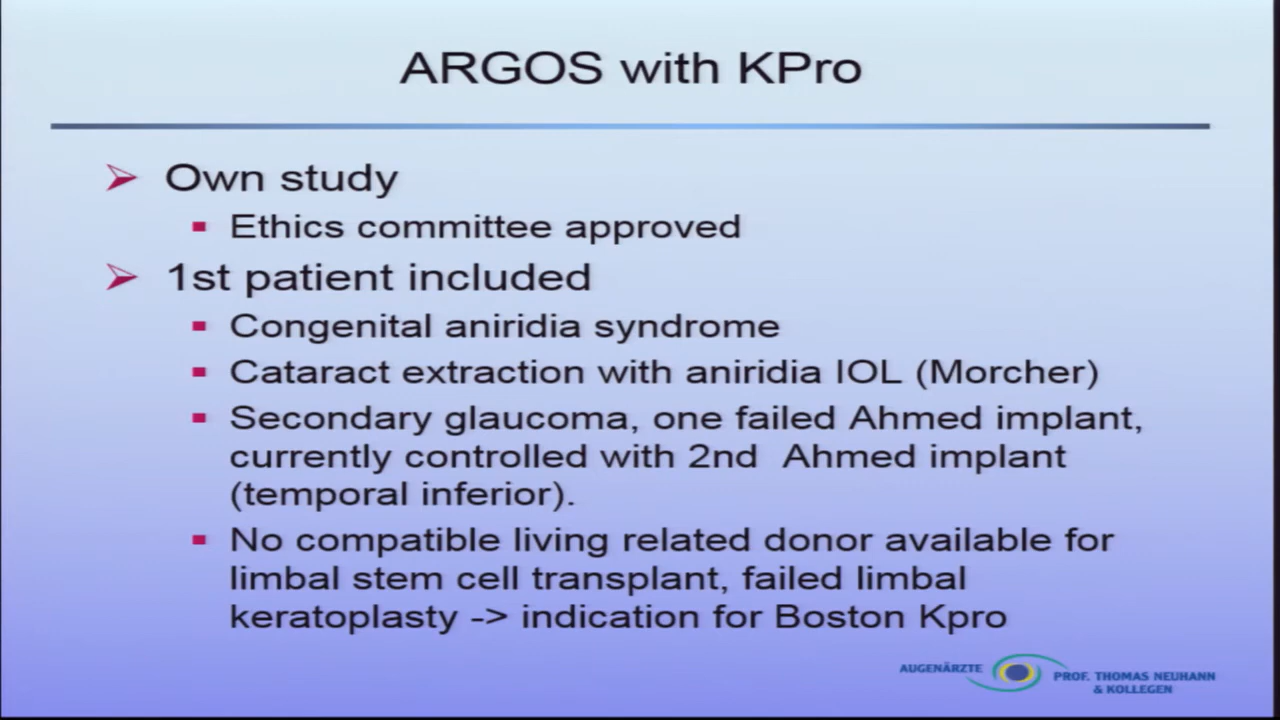 ARGOS with KPro
Own study
Ethics committee approved
1st patient included
Congenital aniridia syndrome
Cataract extraction with aniridia IOL (Morcher)
Secondary glaucoma, one failed Ahmed implant,
currently controlled with 2nd Ahmed implant
(temporal inferior).
No compatible living related donor available for
limbal stem cell transplant, failed limbal
keratoplasty -> indication for Boston Kpro
AUGENÄRZTE PROF. THOMAS NEUHANN
& KOLLEGEN